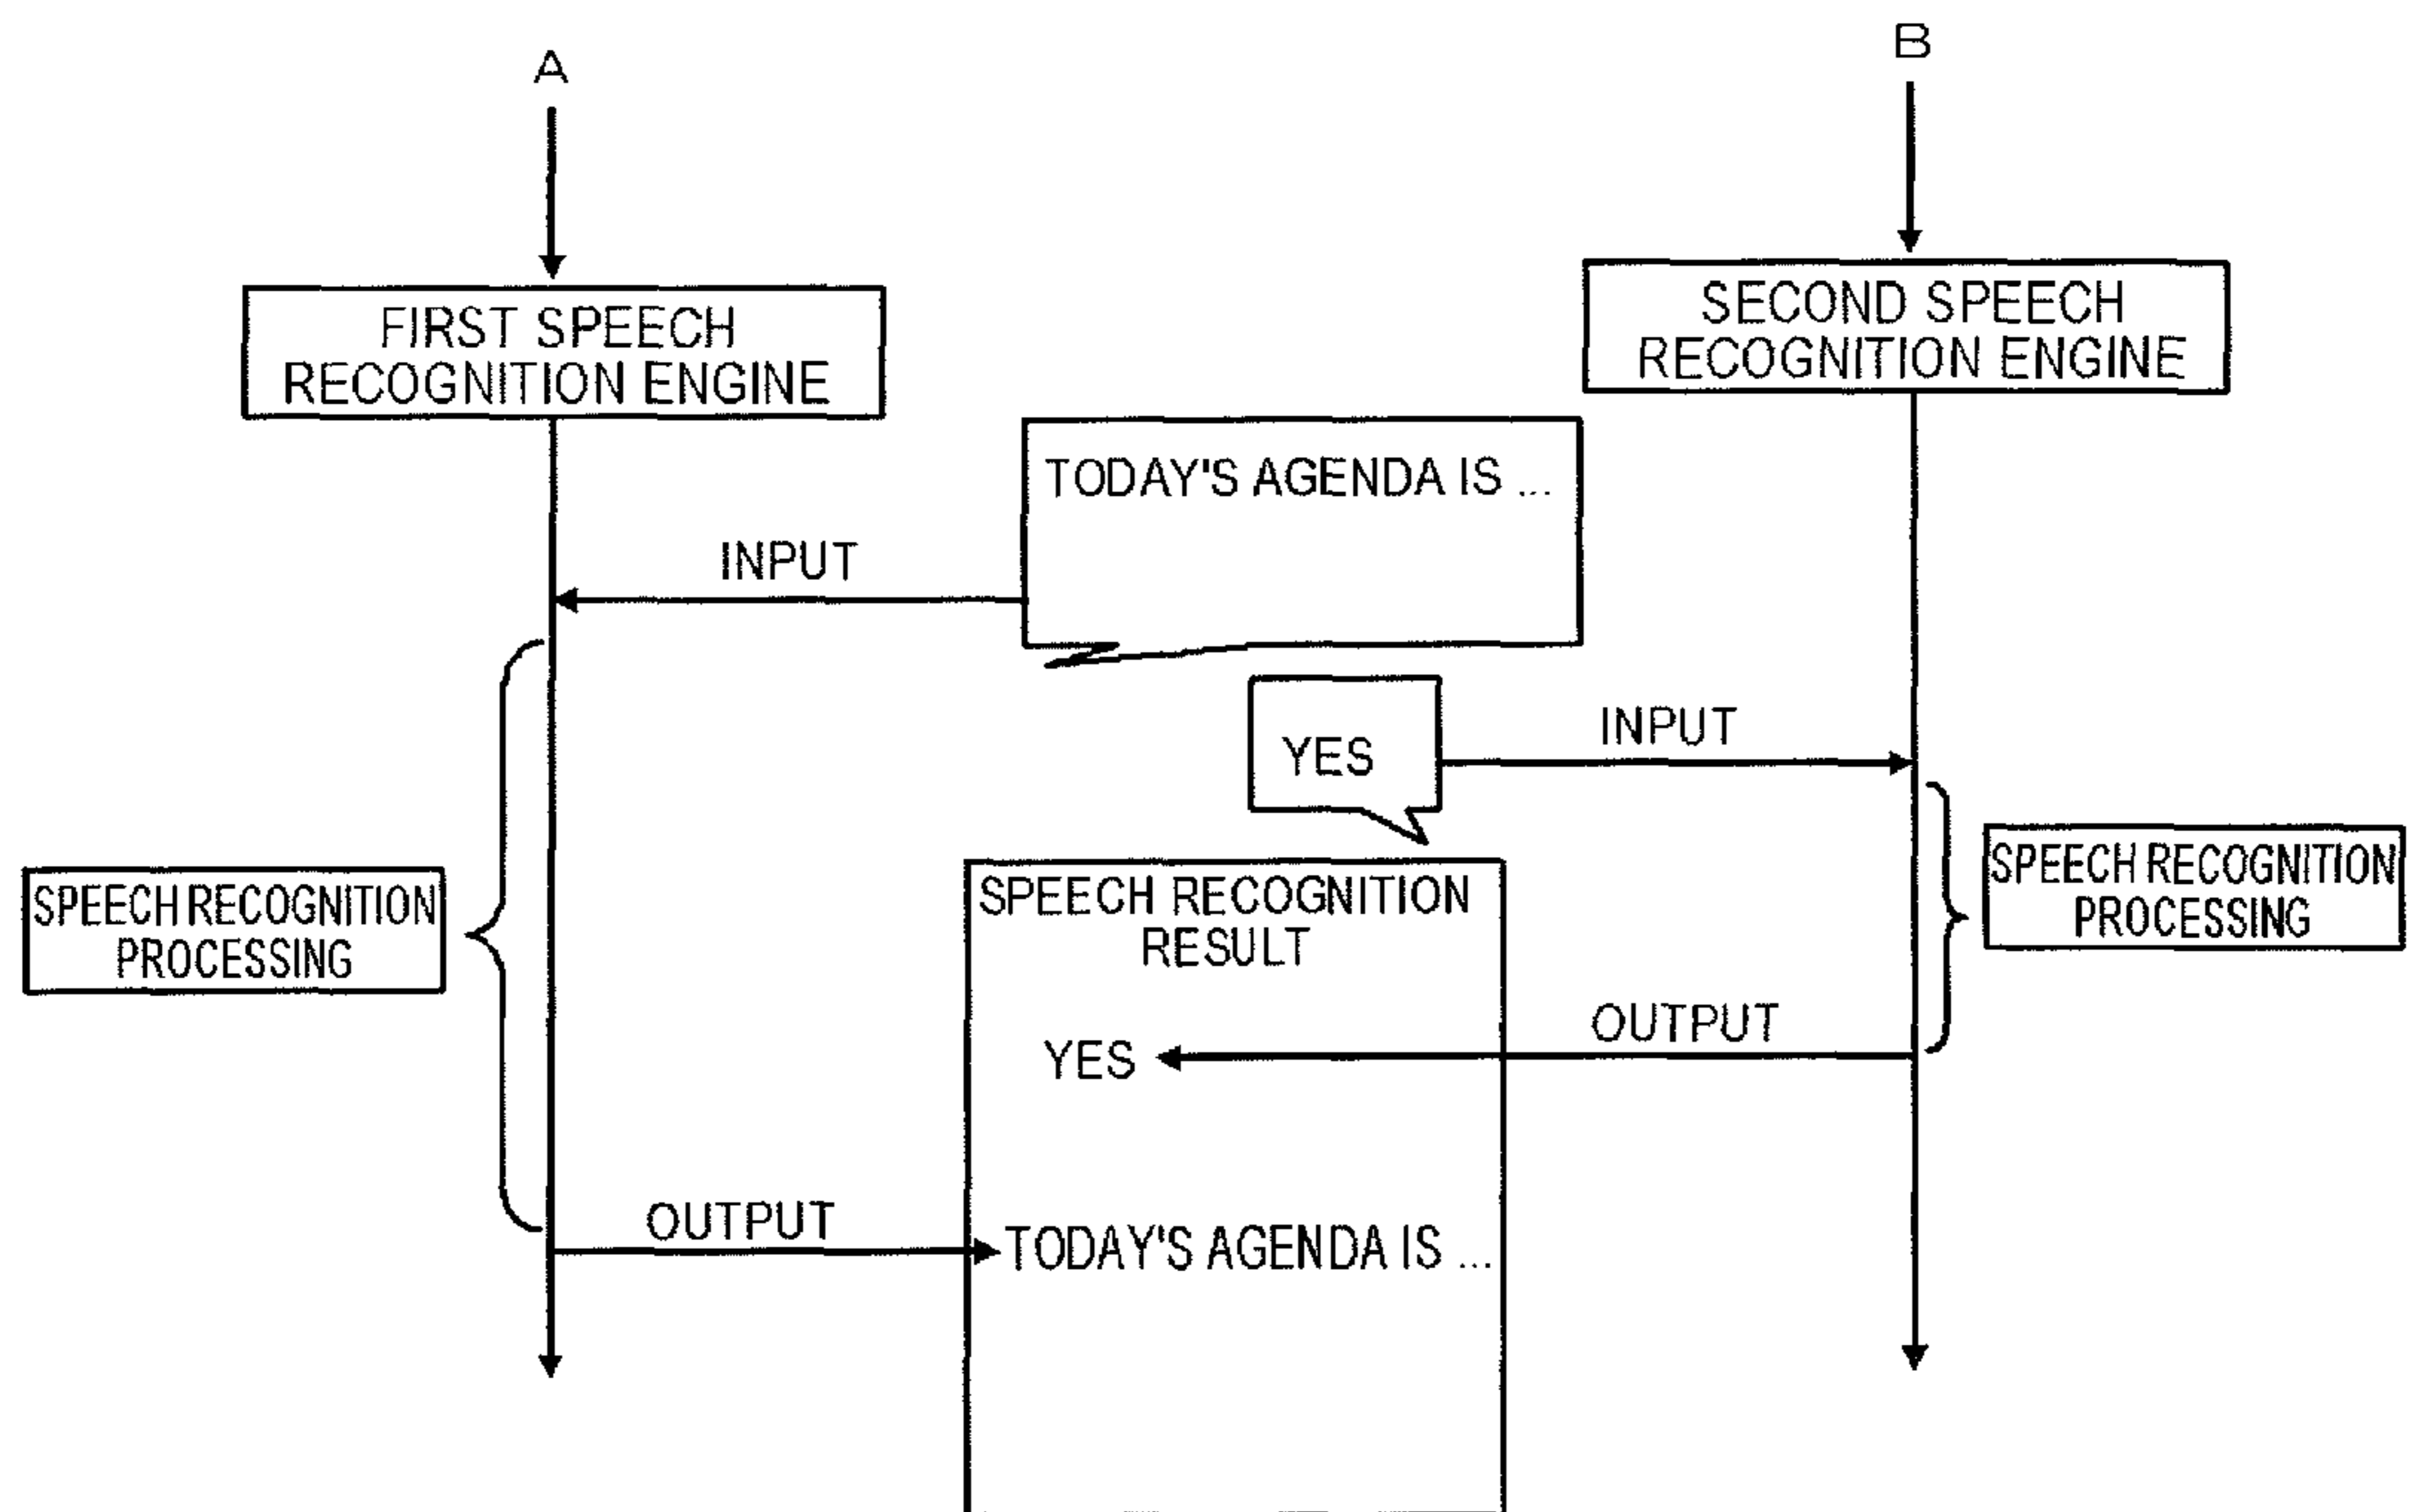 A
B
FIRST SPEECH
RECOGNITION ENGINE
SECOND SPEECH
RECOGNITION ENGINE
TODAY'S AGENDA IS ...
INPUT
YES
INPUT
SPEECH RECOGNITION
PROCESSING
SPEECH RECOGNITION
RESULT
SPEECH RECOGNITION
PROCESSING
YES
OUTPUT
OUTPUT
TODAY'S AGENDA IS ...